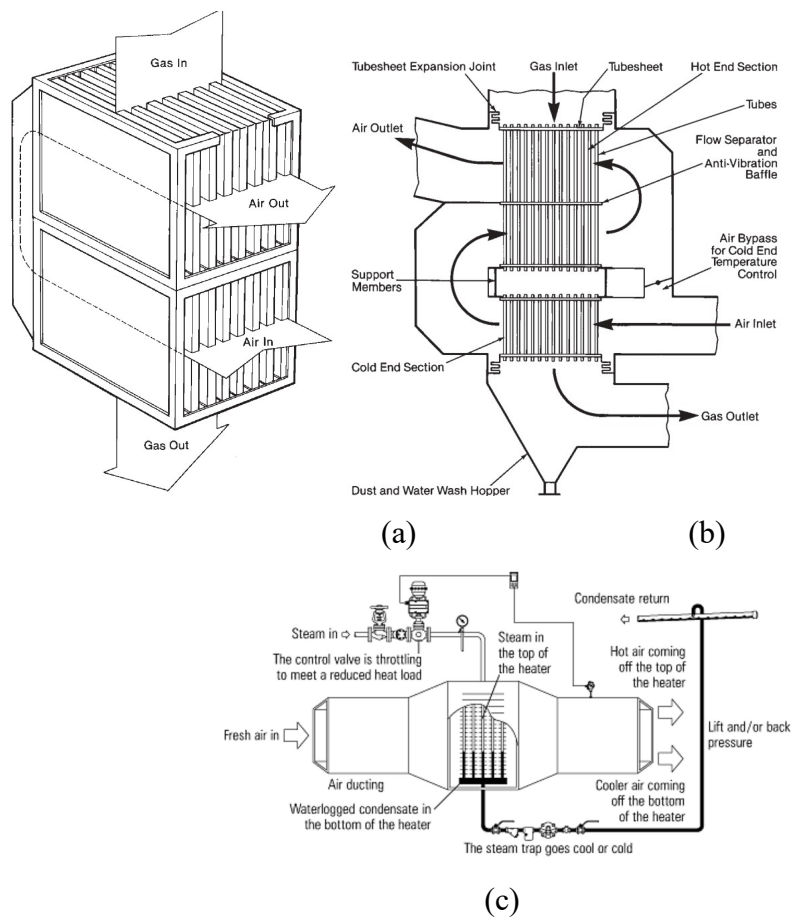 Gas In
Air Out
Air In
Gas Out
Tubesheet Expansion Joint
Gas Inlet
Tubesheet
Hot End Section
Tubes
Air Outlet
Flow Separator
and
Anti-Vibration
Baffle
Air Bypass
for Cold End
Temperature
Control
Support
Members
Air Inlet
Cold End Section
Gas Outlet
Dust and Water Wash Hopper
(a)
(b)
Condensate return
Steam in
Steam in
the top of
the heater
The control valve is throttling
to meet a reduced heat load
Hot air coming
off the top of
the heater
Fresh air in
Lift and/or back
pressure
Air ducting
Cooler air coming
off the bottom
of the heater
Waterlogged condensate in
the bottom of the heater
The steam trap goes cool or cold
(c)